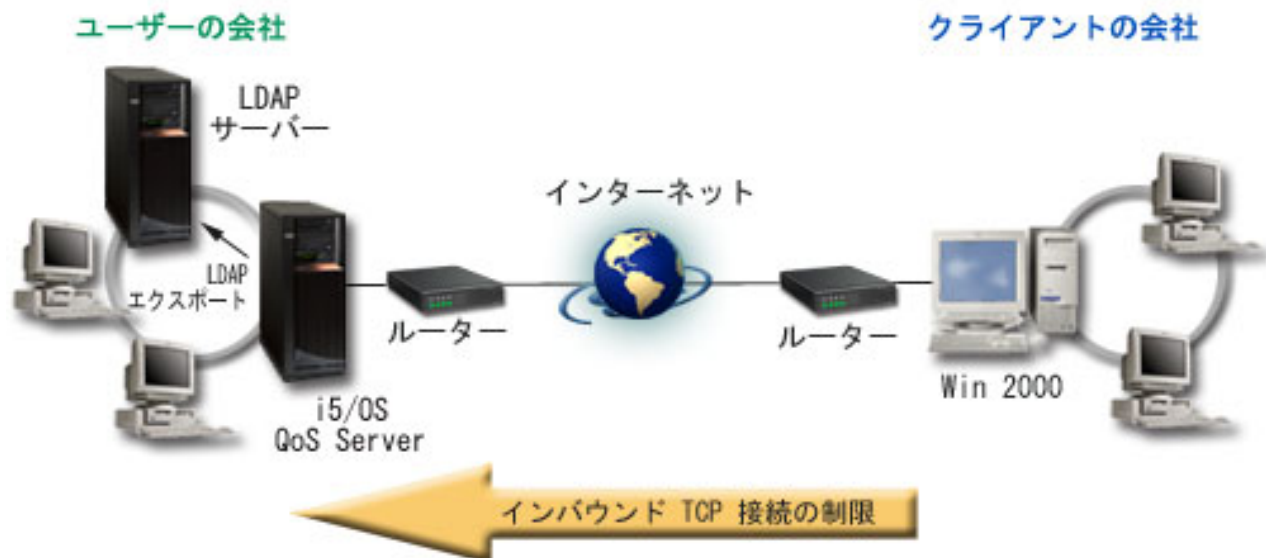 ユーザーの会社
クライアントの会社
LDAP
サーバー
インターネット
LDAP
エクスポート
ルーター
ルーター
Win 2000
i5/OS
QoS Server
インバウンド TCP 接続の制限